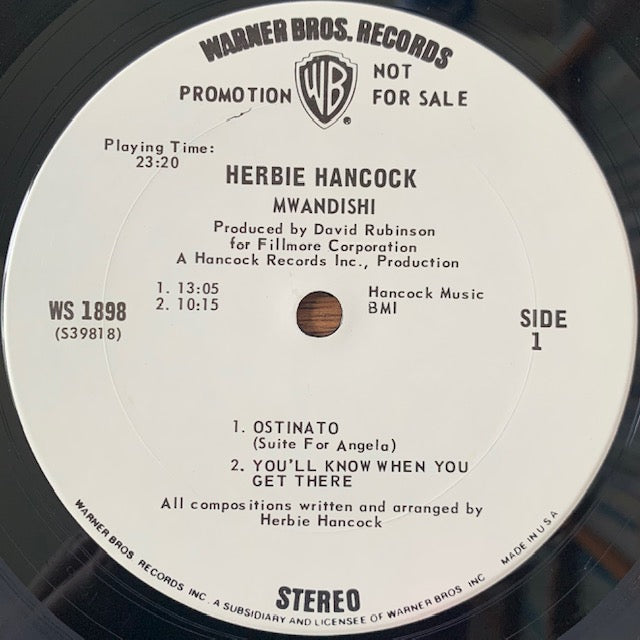 WARNER BROS. RECORDS
PROMOTION WB NOT FOR SALE
®
Playing Time:
23:20
HERBIE HANCOCK
MWANDISHI
Produced by David Rubinson
for Fillmore Corporation
A Hancock Records Inc., Production
1. 13:05
2. 10:15
Hancock Music
BMI
WS 1898
(S39818)
SIDE
1
1. OSTINATO
(Suite For Angela)
2. YOU'LL KNOW WHEN YOU
GET THERE
All compositions written and arranged by
Herbie Hancock
STEREO
WARNER BROS. RECORDS INC. A SUBSIDIARY AND LICENSEE OF WARNER BROS INC MADE IN U S A